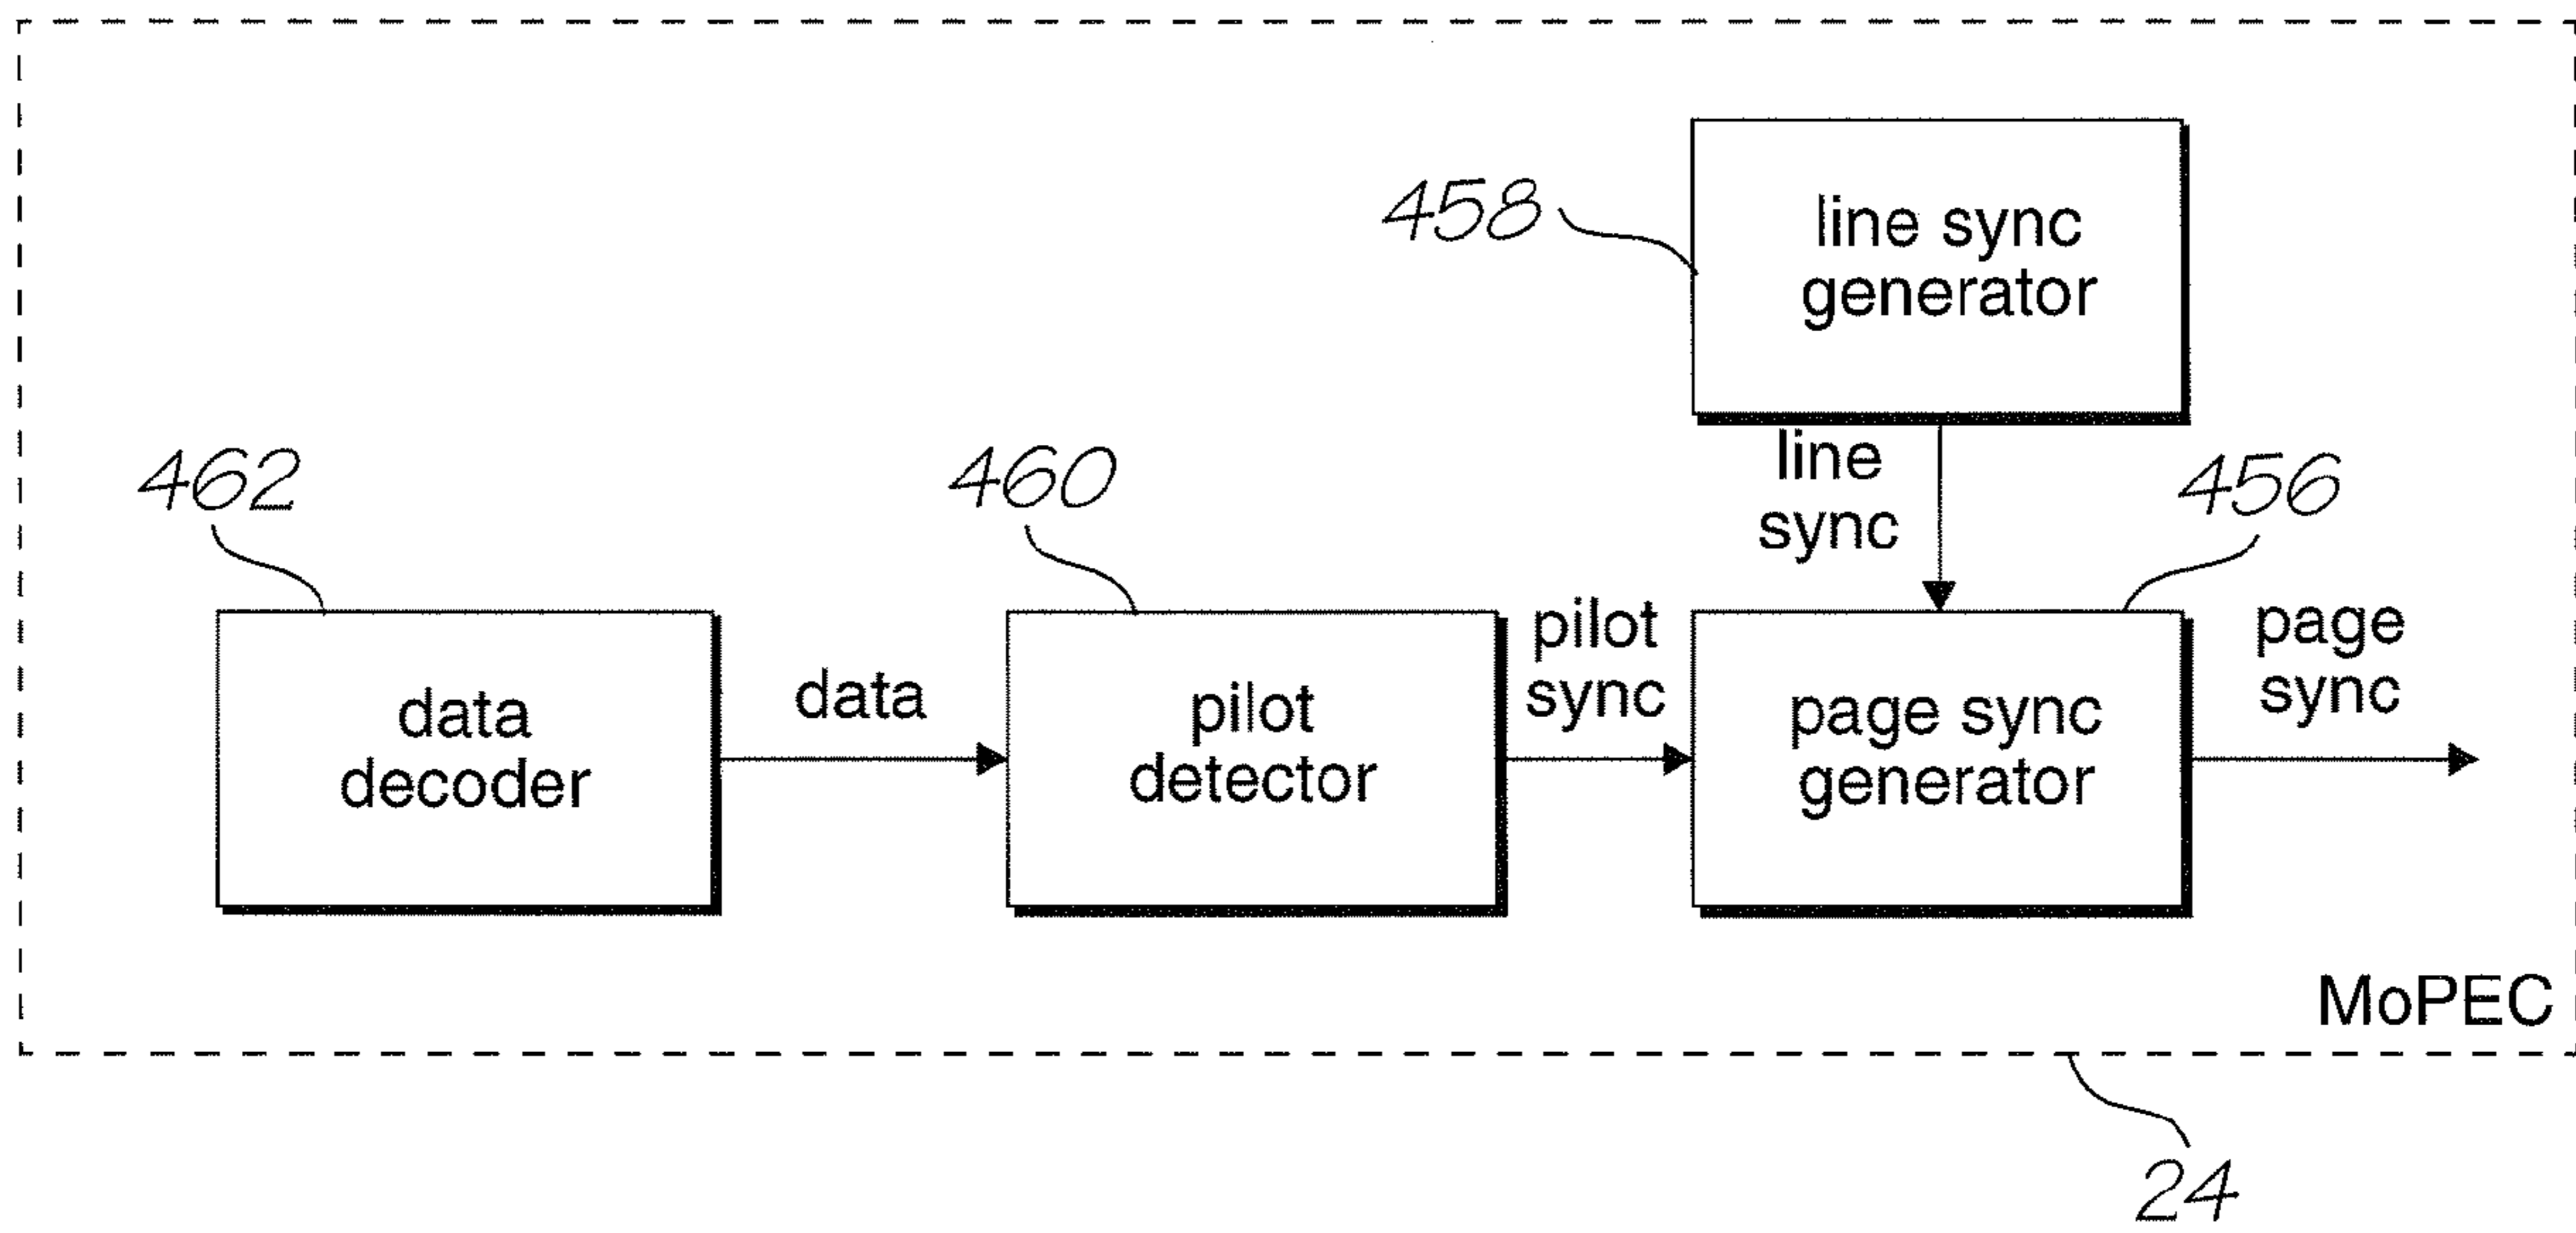 458
line sync
generator
line
sync
462
460
456
data
decoder
data
pilot
detector
pilot
sync
page sync
generator
page
sync
MoPEC
24